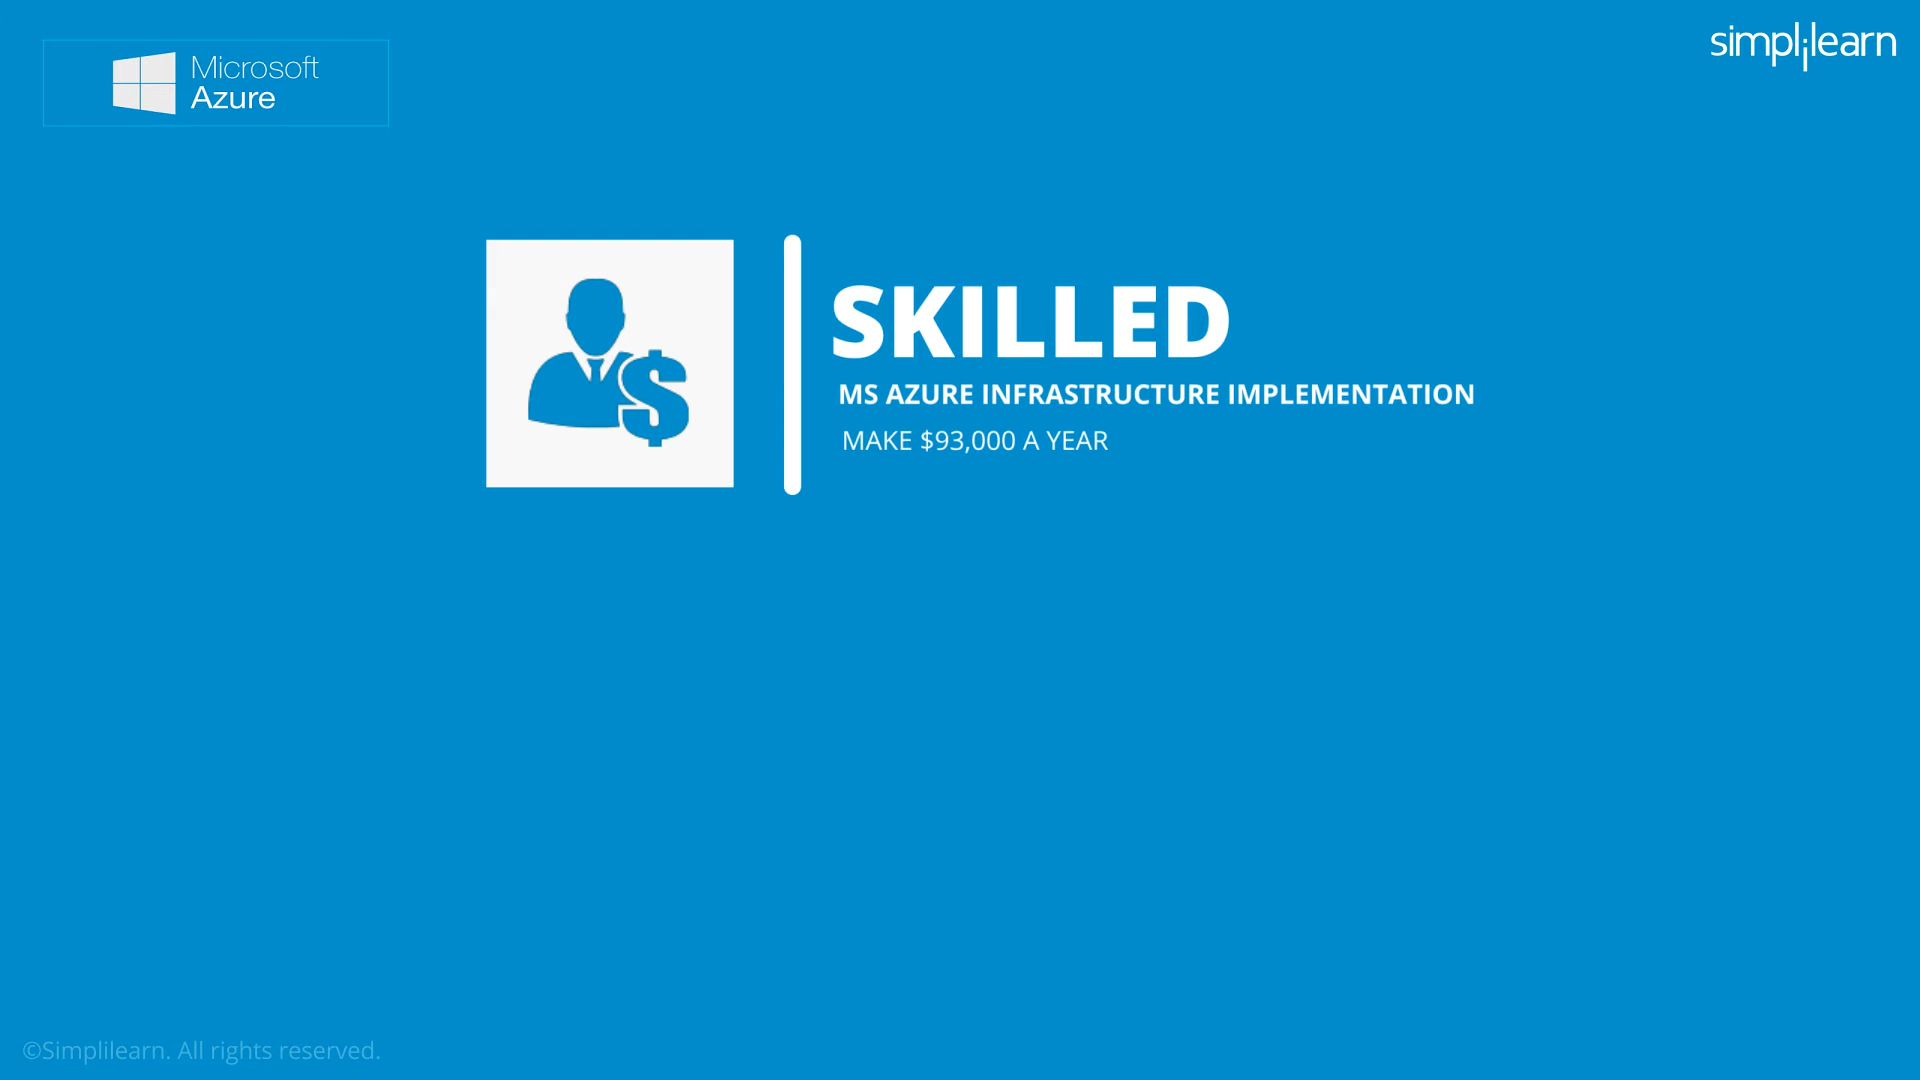 Microsoft
Azure
simplilearn
SKILLED
MS AZURE INFRASTRUCTURE IMPLEMENTATION
MAKE $93,000 A YEAR
©Simplilearn. All rights reserved.